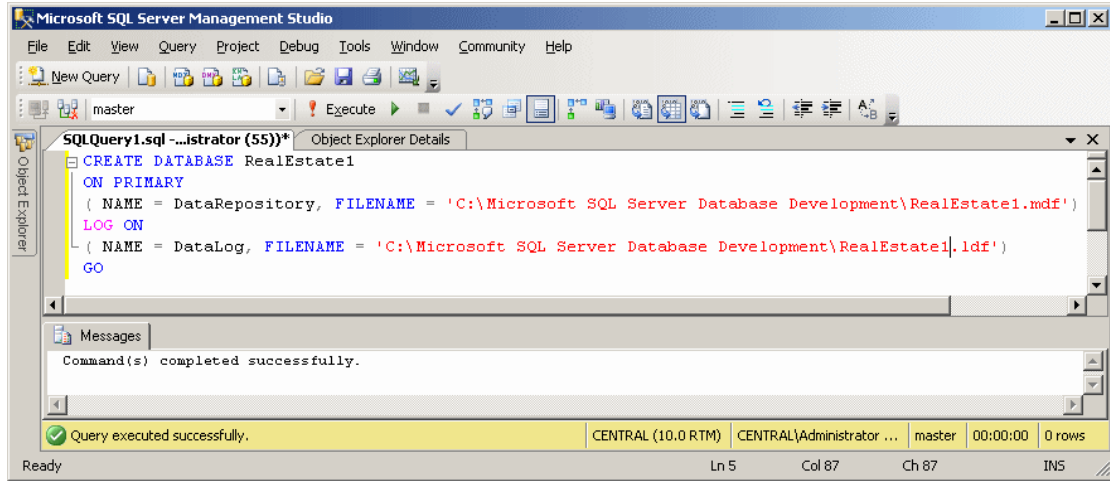 Microsoft SQL Server Management Studio
File Edit View Query Project Debug Tools Window Community Help
New Query
master Execute
SQLQuery1.sql -...istrator (55))* Object Explorer Details
Object Explorer
CREATE DATABASE RealEstate1
ON PRIMARY
( NAME = DataRepository, FILENAME = 'C:\Microsoft SQL Server Database Development\RealEstate1.mdf')
LOG ON
( NAME = DataLog, FILENAME = 'C:\Microsoft SQL Server Database Development\RealEstate1.ldf')
GO
Messages
Command(s) completed successfully.
Query executed successfully. CENTRAL (10.0 RTM) CENTRAL\Administrator ... master 00:00:00 0 rows
Ready Ln 5 Col 87 Ch 87 INS